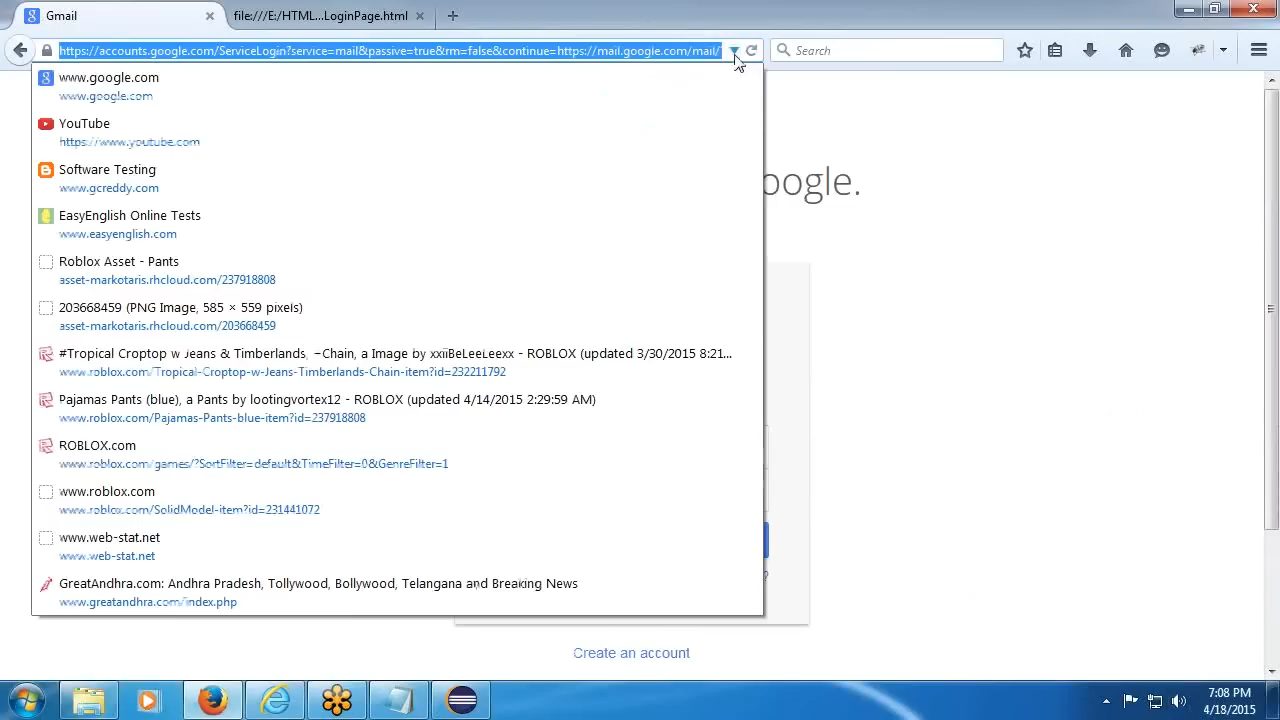 Gmail
file:///E:/HTML...LoginPage.html
https://accounts.google.com/ServiceLogin?service=mail&passive=true&rm=false&continue=https://mail.google.com/mail/
Search
www.google.com
www.google.com
YouTube
https://www.youtube.com
Software Testing
www.gcreddy.com
EasyEnglish Online Tests
www.easyenglish.com
Roblox Asset - Pants
asset-markotaris.rhcloud.com/237918808
203668459 (PNG Image, 585 × 559 pixels)
asset-markotaris.rhcloud.com/203668459
#Tropical Croptop w Jeans & Timberlands, ~Chain, a Image by xxiiBeLeeLeexx - ROBLOX (updated 3/30/2015 8:21...
www.roblox.com/Tropical-Croptop-w-Jeans-Timberlands-Chain-item?id=232211792
Pajamas Pants (blue), a Pants by lootingvortex12 - ROBLOX (updated 4/14/2015 2:29:59 AM)
www.roblox.com/Pajamas-Pants-blue-item?id=237918808
ROBLOX.com
www.roblox.com/games/?SortFilter=default&TimeFilter=0&GenreFilter=1
www.roblox.com
www.roblox.com/SolidModel-item?id=231441072
www.web-stat.net
www.web-stat.net
GreatAndhra.com: Andhra Pradesh, Tollywood, Bollywood, Telangana and Breaking News
www.greatandhra.com/index.php
oogle.
Create an account
7:08 PM
4/18/2015